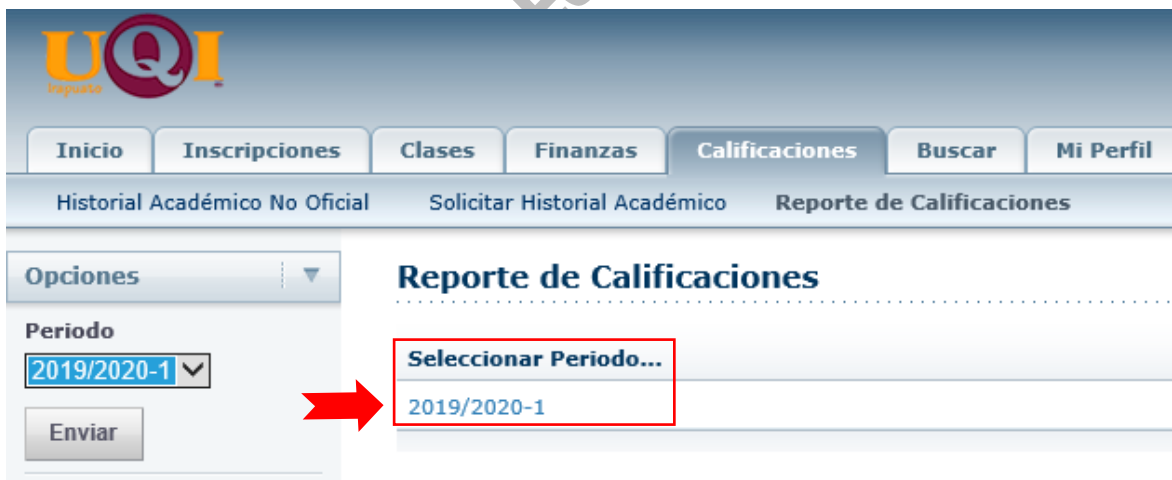 UQI
Irapuato
Inicio Inscripciones Clases Finanzas Calificaciones Buscar Mi Perfil
Historial Académico No Oficial Solicitar Historial Académico Reporte de Calificaciones
Opciones
Reporte de Calificaciones
Periodo
2019/2020-1
Enviar
Seleccionar Periodo...
2019/2020-1